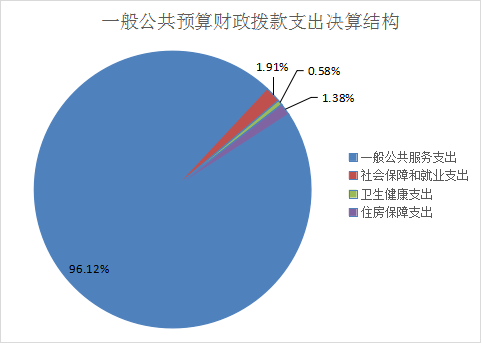 一般公共预算财政拨款支出决算结构
1.91%
0.58%
1.38%
96.12%
一般公共服务支出
社会保障和就业支出
卫生健康支出
住房保障支出